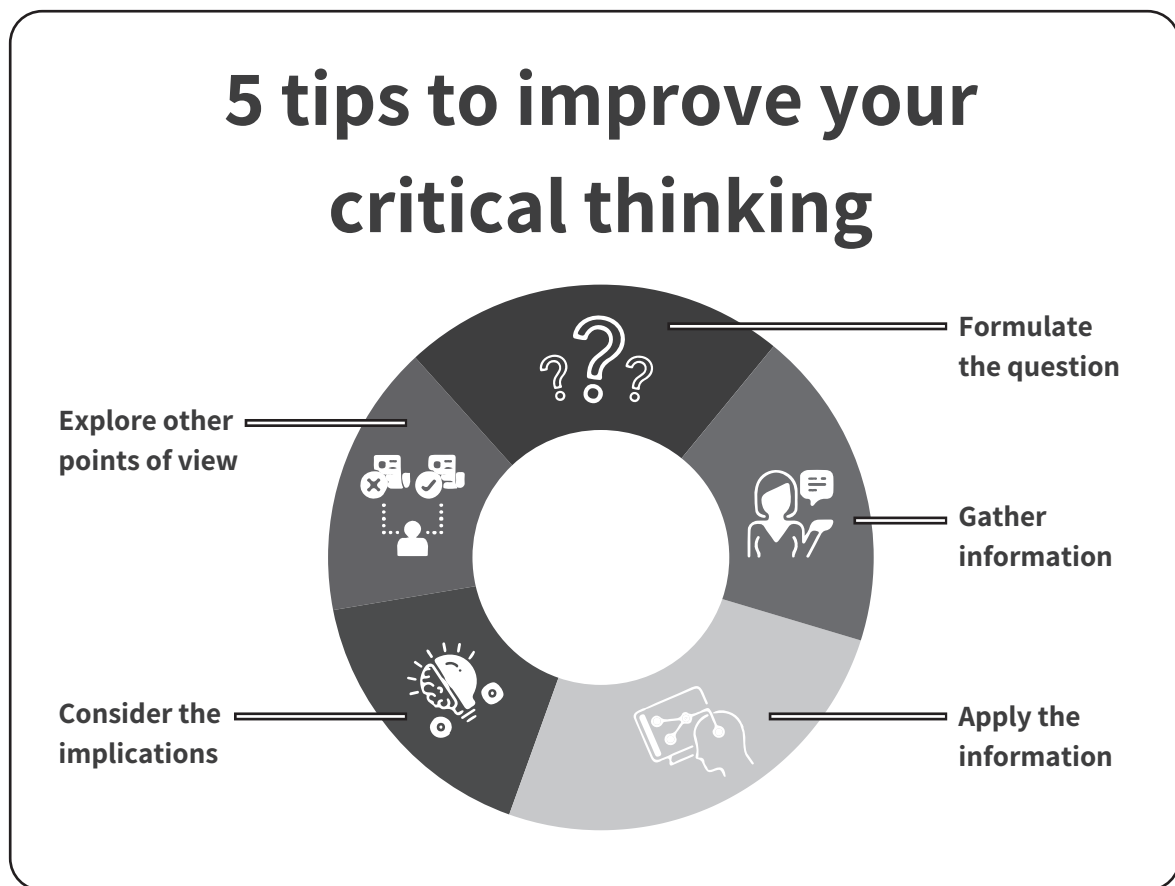 5 tips to improve your
critical thinking
Formulate
the question
Gather
information
Apply the
information
Consider the
implications
Explore other
points of view